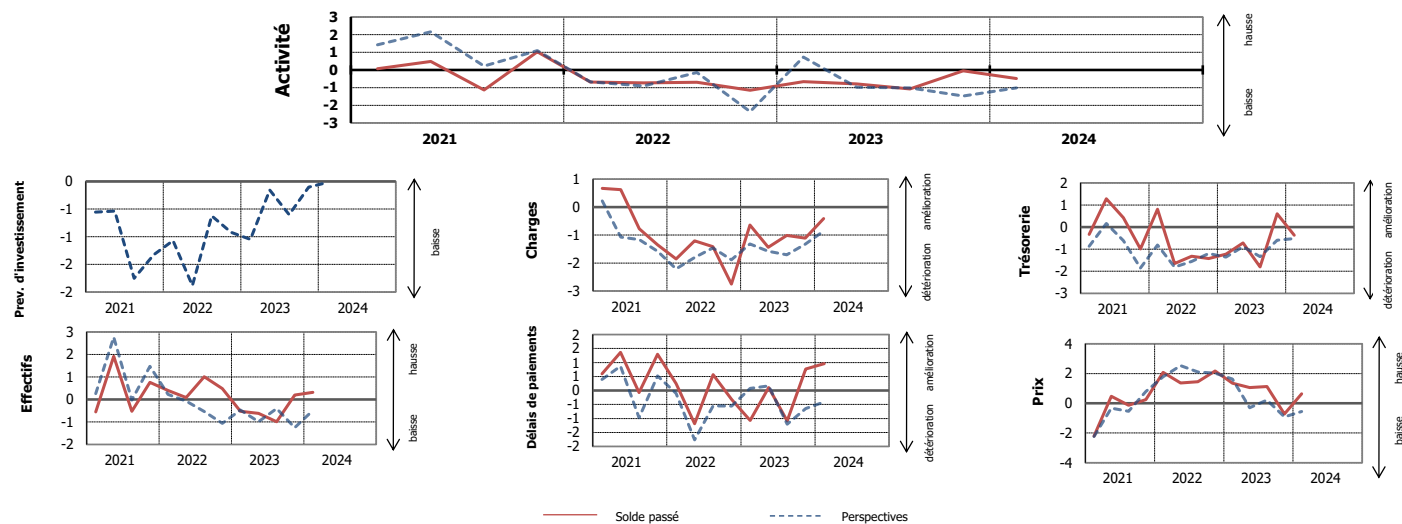 Activité
3
2
1
0
-1
-2
-3
2021 2022 2023 2024
hausse
baisse
Prev. d'investissement
0
-1
-1
-2
-2
2021 2022 2023 2024
baisse
Charges
1
0
-1
-2
-3
2021 2022 2023 2024
amélioration
détérioration
Trésorerie
2
1
0
-1
-2
-3
2021 2022 2023 2024
amélioration
détérioration
Effectifs
3
2
1
0
-1
-2
2021 2022 2023 2024
hausse
baisse
Délais de paiements
2
2
1
1
0
-1
-1
-2
-2
2021 2022 2023 2024
amélioration
détérioration
Prix
4
2
0
-2
-4
2021 2022 2023 2024
hausse
baisse
Solde passé Perspectives